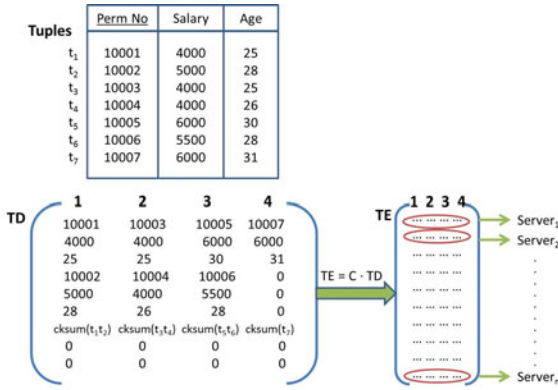 Tuples
Perm No Salary Age
t1 10001 4000 25
t2 10002 5000 28
t3 10003 4000 25
t4 10004 4000 26
t5 10005 6000 30
t6 10006 5500 28
t7 10007 6000 31
TD
1 2 3 4
10001 10003 10005 10007
4000 4000 6000 6000
25 25 30 31
10002 10004 10006 0
5000 4000 5500 0
28 26 28 0
cksum(t1t2) cksum(t3t4) cksum(t5t6) cksum(t7)
0 0 0 0
0 0 0 0
TE = C · TD
TE
1 2 3 4
... ... ... ... Server1
... ... ... ... Server2
... ... ... ...
... ... ... ...
... ... ... ...
... ... ... ...
... ... ... ...
... ... ... ...
... ... ... ... Server